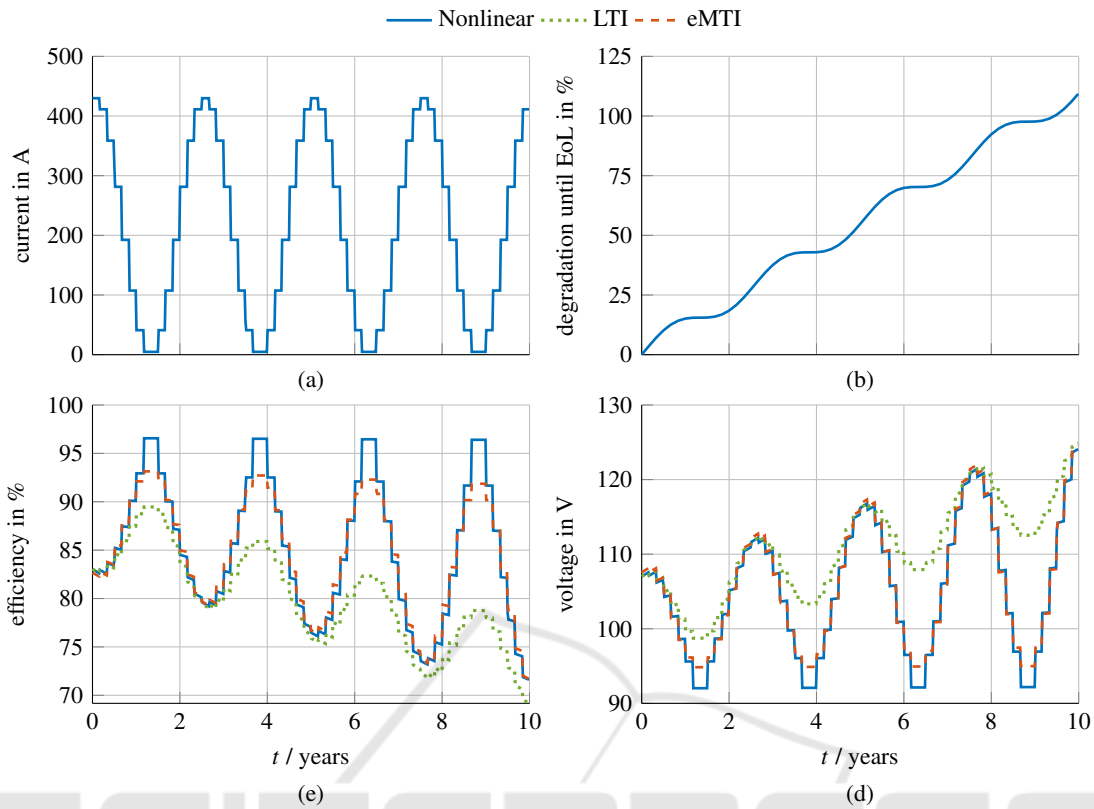 Nonlinear LTI eMTI
500
400
300
200
100
0
current in A
(a)
125
100
75
50
25
0
degradation until EoL in %
(b)
100
95
90
85
80
75
70
efficiency in %
0 2 4 6 8 10
t / years
(e)
130
120
110
100
90
voltage in V
0 2 4 6 8 10
t / years
(d)